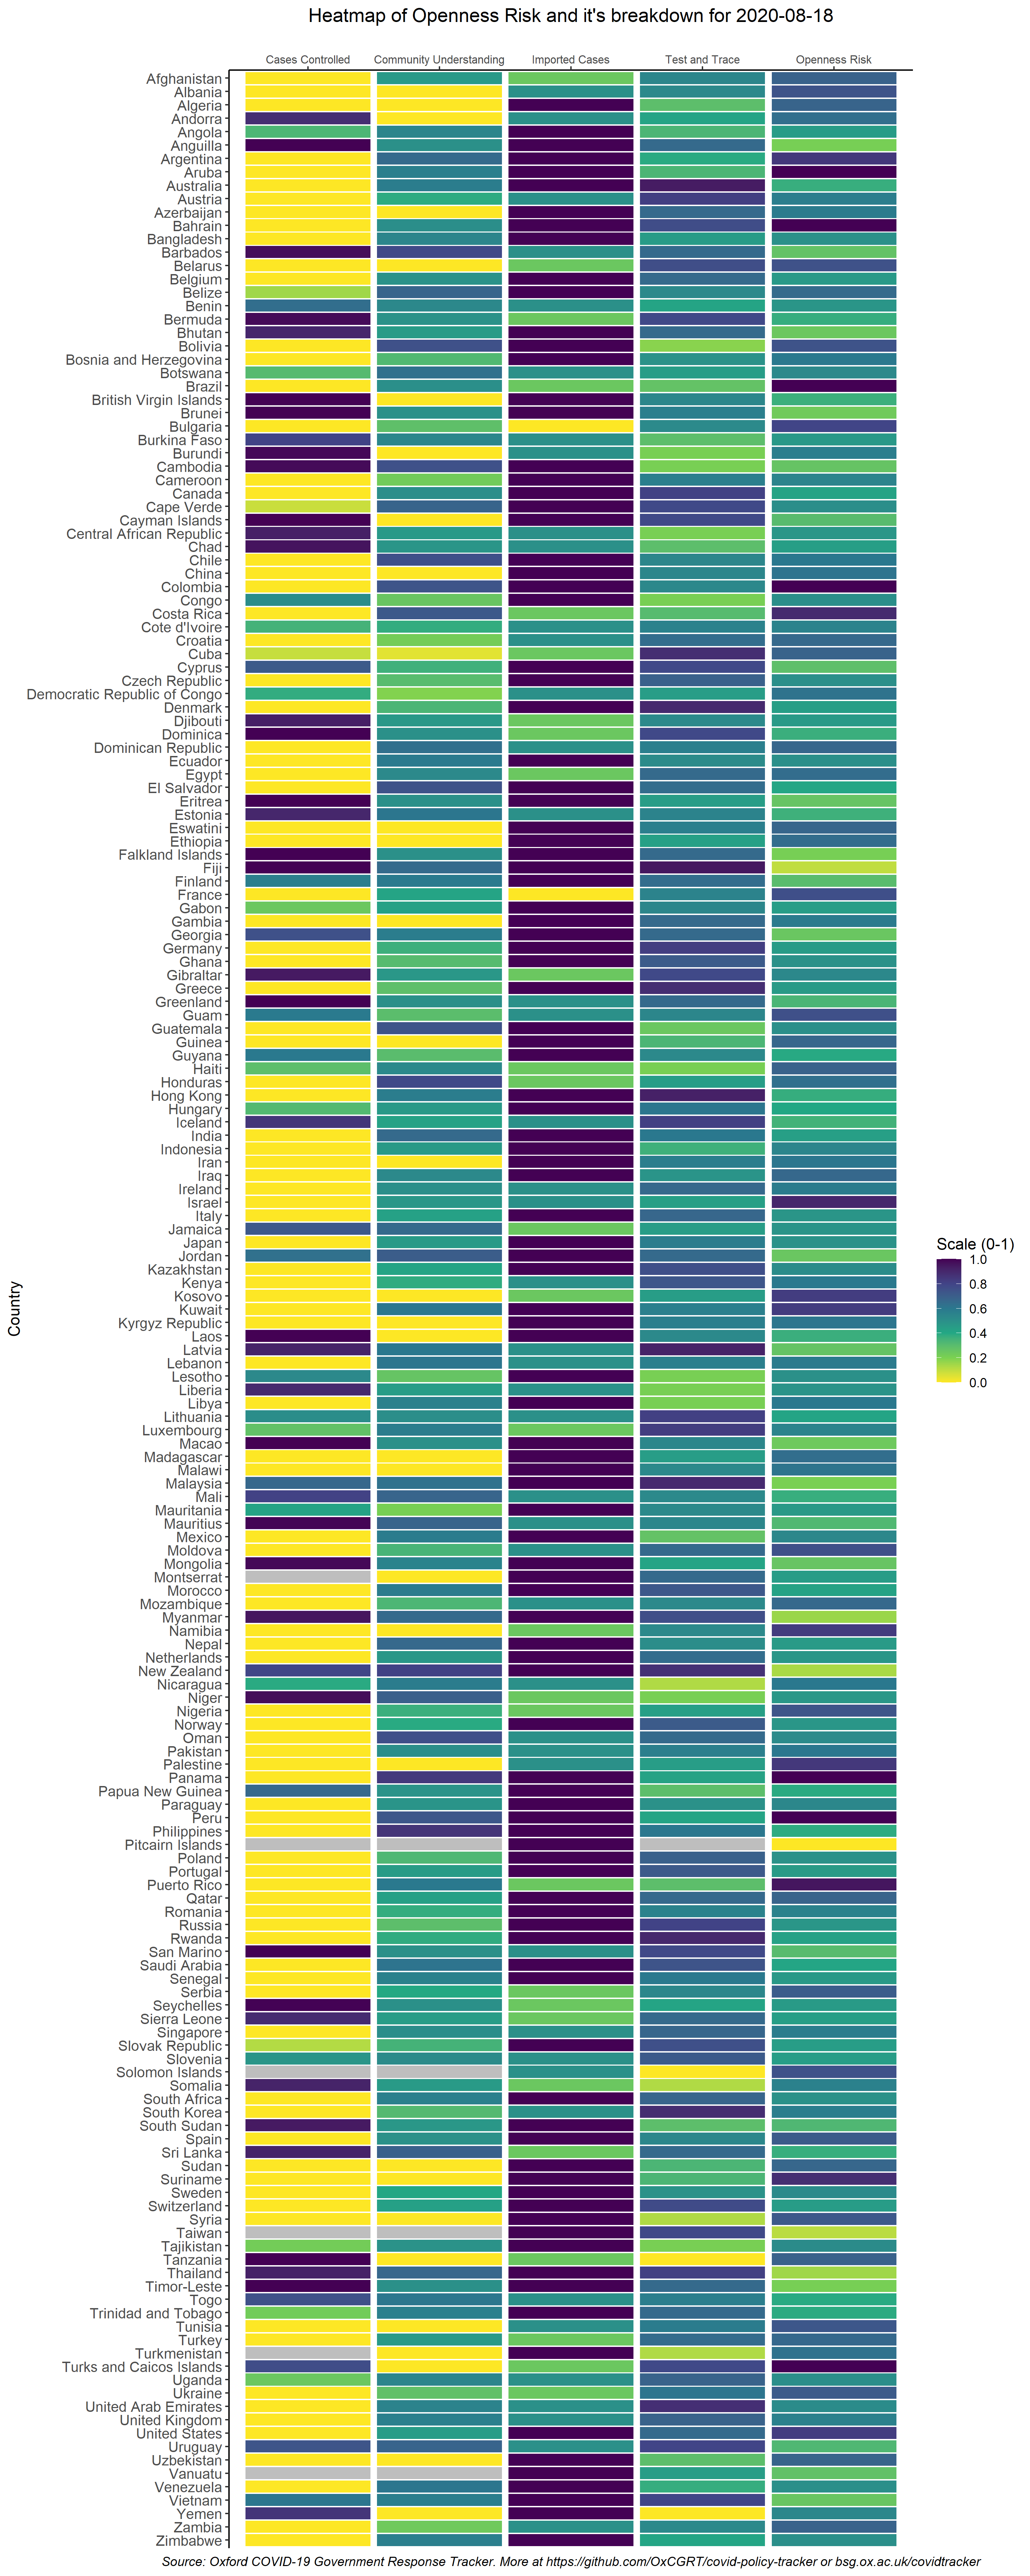 Heatmap of Openness Risk and it's breakdown for 2020-08-18
Cases Controlled Community Understanding Imported Cases Test and Trace Openness Risk
Afghanistan
Albania
Algeria
Andorra
Angola
Anguilla
Argentina
Aruba
Australia
Austria
Azerbaijan
Bahrain
Bangladesh
Barbados
Belarus
Belgium
Belize
Benin
Bermuda
Bhutan
Bolivia
Bosnia and Herzegovina
Botswana
Brazil
British Virgin Islands
Brunei
Bulgaria
Burkina Faso
Burundi
Cambodia
Cameroon
Canada
Cape Verde
Cayman Islands
Central African Republic
Chad
Chile
China
Colombia
Congo
Costa Rica
Cote d'Ivoire
Croatia
Cuba
Cyprus
Czech Republic
Democratic Republic of Congo
Denmark
Djibouti
Dominica
Dominican Republic
Ecuador
Egypt
El Salvador
Eritrea
Estonia
Eswatini
Ethiopia
Falkland Islands
Fiji
Finland
France
Gabon
Gambia
Georgia
Germany
Ghana
Gibraltar
Greece
Greenland
Guam
Guatemala
Guinea
Guyana
Haiti
Honduras
Hong Kong
Hungary
Iceland
India
Indonesia
Iran
Iraq
Ireland
Israel
Italy
Jamaica
Japan
Jordan
Kazakhstan
Kenya
Kosovo
Kuwait
Kyrgyz Republic
Laos
Latvia
Lebanon
Lesotho
Liberia
Libya
Lithuania
Luxembourg
Macao
Madagascar
Malawi
Malaysia
Mali
Mauritania
Mauritius
Mexico
Moldova
Mongolia
Montserrat
Morocco
Mozambique
Myanmar
Namibia
Nepal
Netherlands
New Zealand
Nicaragua
Niger
Nigeria
Norway
Oman
Pakistan
Palestine
Panama
Papua New Guinea
Paraguay
Peru
Philippines
Pitcairn Islands
Poland
Portugal
Puerto Rico
Qatar
Romania
Russia
Rwanda
San Marino
Saudi Arabia
Senegal
Serbia
Seychelles
Sierra Leone
Singapore
Slovak Republic
Slovenia
Solomon Islands
Somalia
South Africa
South Korea
South Sudan
Spain
Sri Lanka
Sudan
Suriname
Sweden
Switzerland
Syria
Taiwan
Tajikistan
Tanzania
Thailand
Timor-Leste
Togo
Trinidad and Tobago
Tunisia
Turkey
Turkmenistan
Turks and Caicos Islands
Uganda
Ukraine
United Arab Emirates
United Kingdom
United States
Uruguay
Uzbekistan
Vanuatu
Venezuela
Vietnam
Yemen
Zambia
Zimbabwe
Country
Scale (0-1)
1.0
0.8
0.6
0.4
0.2
0.0
Source: Oxford COVID-19 Government Response Tracker. More at https://github.com/OxCGRT/covid-policy-tracker or bsg.ox.ac.uk/covidtracker